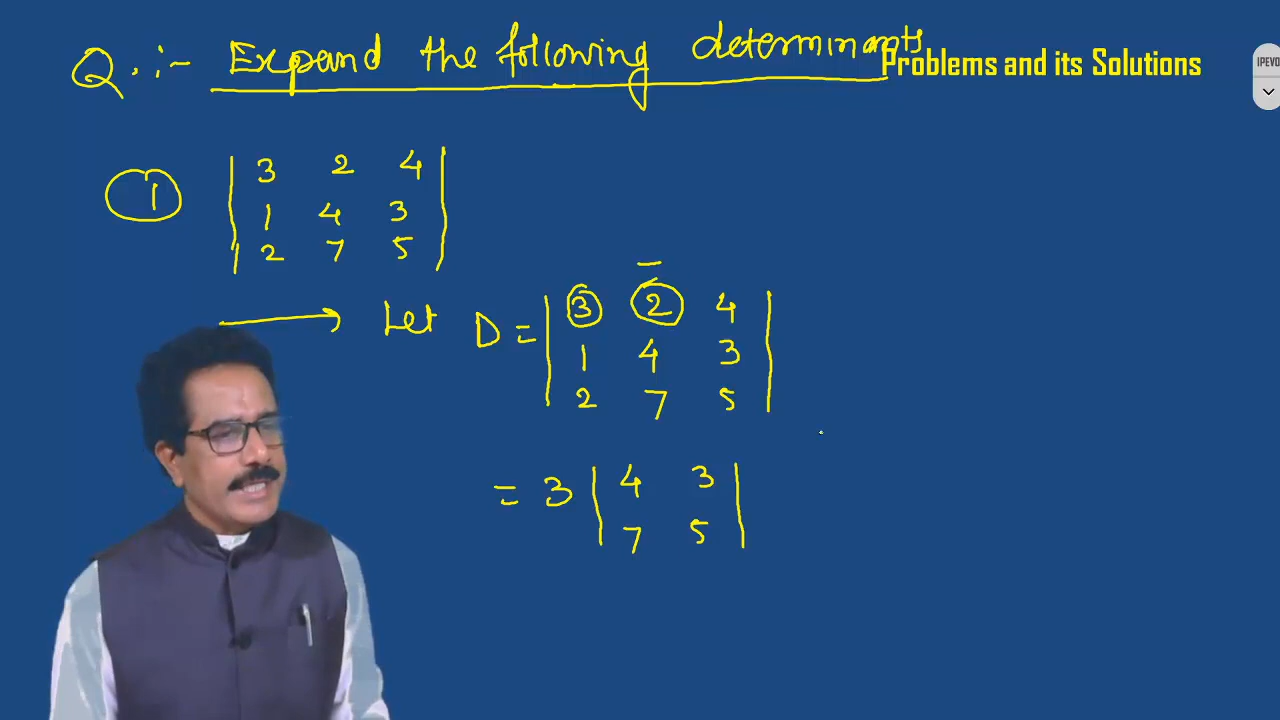 Q.:- Expand the following determinants
Problems and its Solutions
IPEVO
1 | 3 2 4 |
| 1 4 3 |
| 2 7 5 |
Let D = | 3 2 4 |
| 1 4 3 |
| 2 7 5 |
= 3 | 4 3 |
| 7 5 |